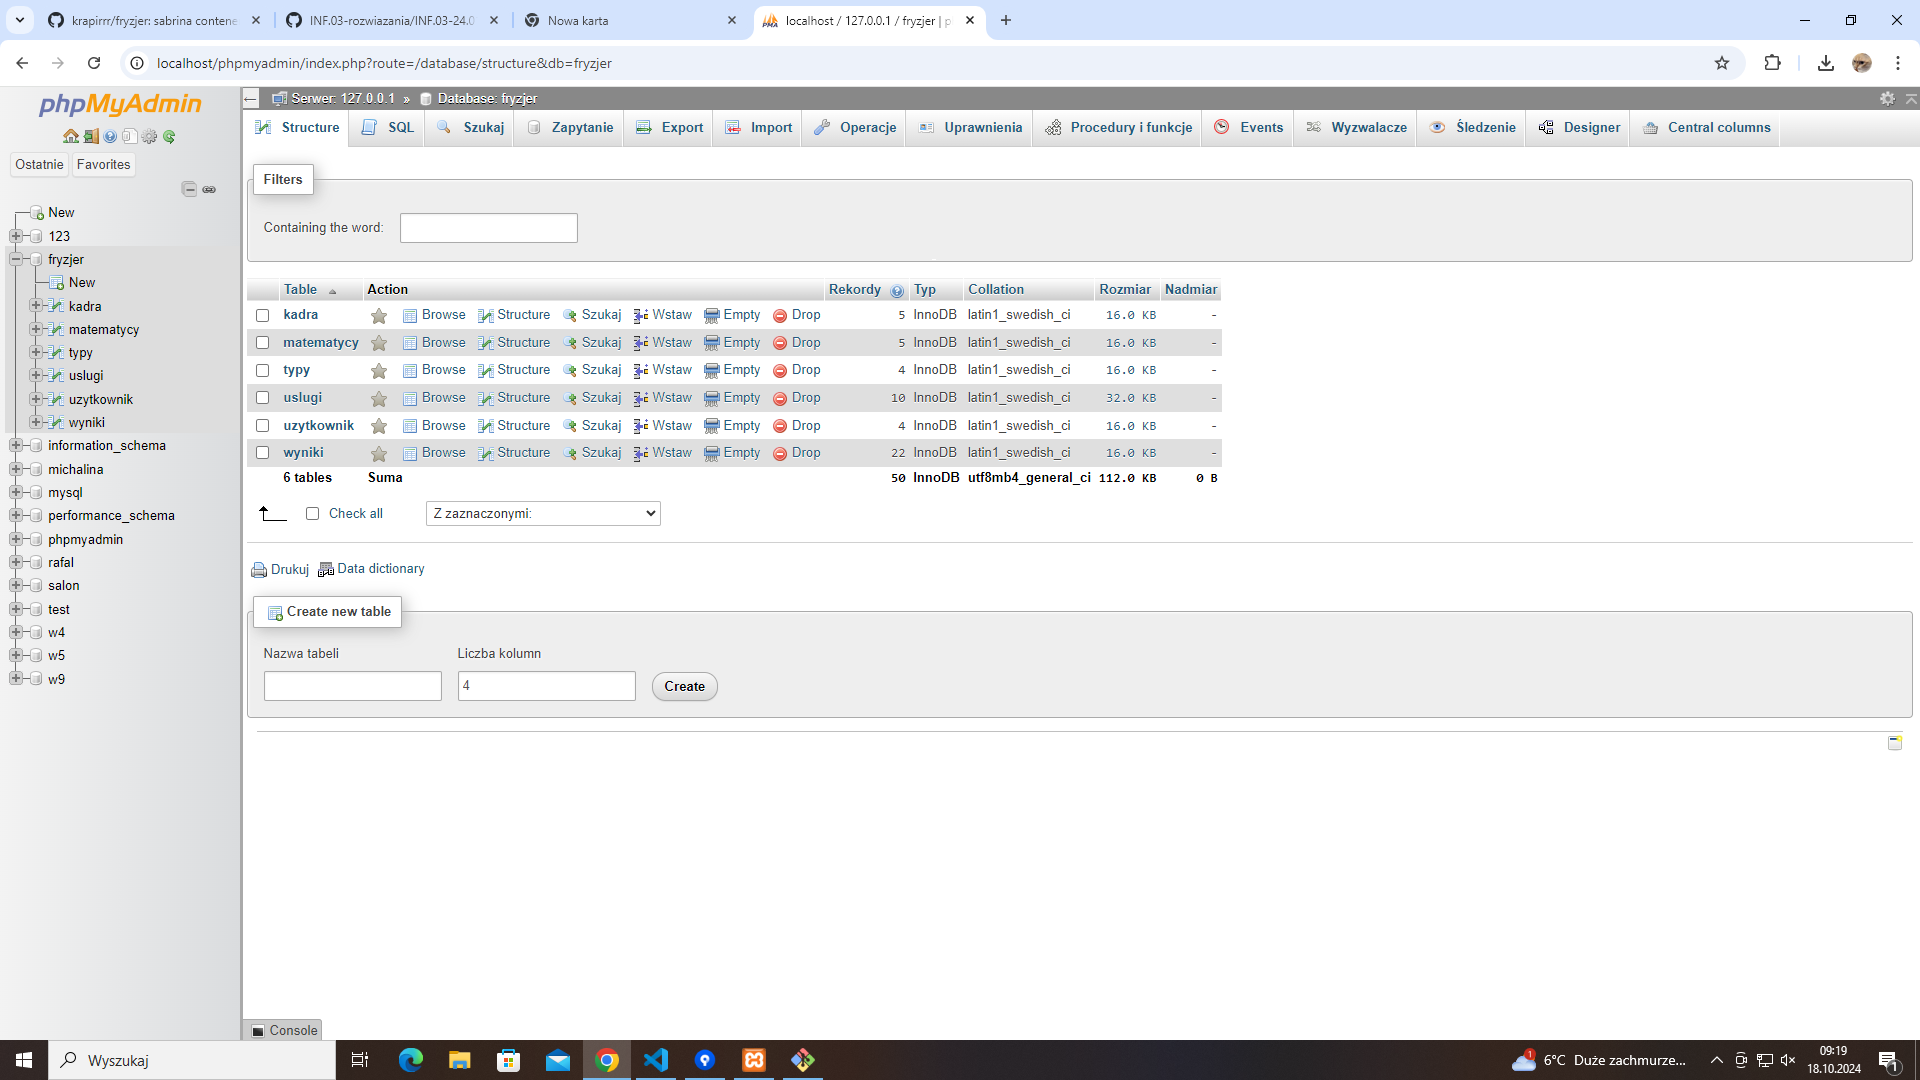 krapirrr/fryzjer: sabrina contene
INF.03-rozwiazania/INF.03-24.0
Nowa karta
localhost / 127.0.0.1 / fryzjer | p
localhost/phpmyadmin/index.php?route=/database/structure&db=fryzjer
phpMyAdmin
Ostatnie Favorites
New
123
fryzjer
New
kadra
matematycy
typy
uslugi
uzytkownik
wyniki
information_schema
michalina
mysql
performance_schema
phpmyadmin
rafal
salon
test
w4
w5
w9
Serwer: 127.0.0.1 » Database: fryzjer
Structure SQL Szukaj Zapytanie Export Import Operacje Uprawnienia Procedury i funkcje Events Wyzwalacze Śledzenie Designer Central columns
Filters
Containing the word:
Table Action Rekordy Typ Collation Rozmiar Nadmiar
kadra Browse Structure Szukaj Wstaw Empty Drop 5 InnoDB latin1_swedish_ci 16.0 KB -
matematycy Browse Structure Szukaj Wstaw Empty Drop 5 InnoDB latin1_swedish_ci 16.0 KB -
typy Browse Structure Szukaj Wstaw Empty Drop 4 InnoDB latin1_swedish_ci 16.0 KB -
uslugi Browse Structure Szukaj Wstaw Empty Drop 10 InnoDB latin1_swedish_ci 32.0 KB -
uzytkownik Browse Structure Szukaj Wstaw Empty Drop 4 InnoDB latin1_swedish_ci 16.0 KB -
wyniki Browse Structure Szukaj Wstaw Empty Drop 22 InnoDB latin1_swedish_ci 16.0 KB -
6 tables Suma 50 InnoDB utf8mb4_general_ci 112.0 KB 0 B
Check all Z zaznaczonymi:
Drukuj Data dictionary
Create new table
Nazwa tabeli Liczba kolumn
4 Create
Console
Wyszukaj
1 6°C Duże zachmurze...
09:19
18.10.2024
1